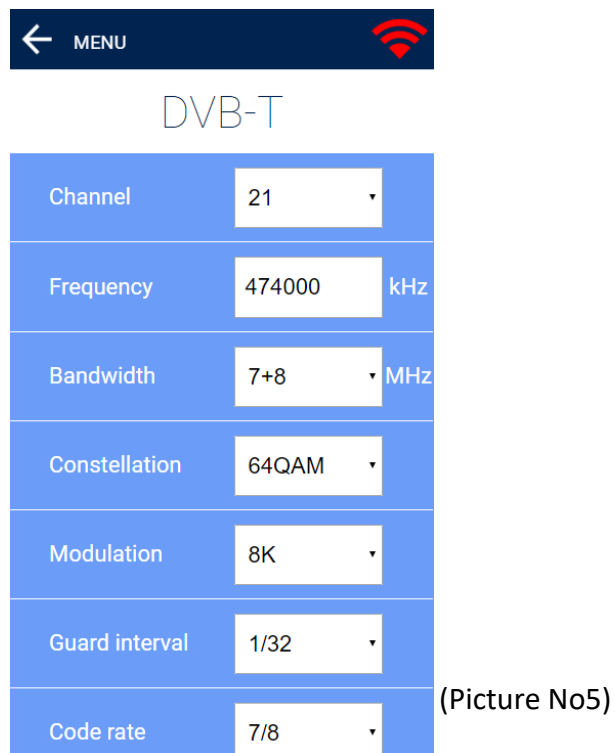 MENU
DVB-T
Channel 21
Frequency 474000 kHz
Bandwidth 7+8 MHz
Constellation 64QAM
Modulation 8K
Guard interval 1/32
(Picture No5)
Code rate 7/8